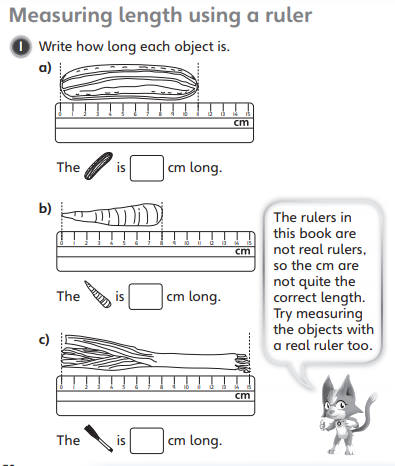 Measuring length using a ruler
1 Write how long each object is.
a)
0 1 2 3 4 5 6 7 8 9 10 11 12 13 14 15
cm
The is cm long.
b)
0 1 2 3 4 5 6 7 8 9 10 11 12 13 14 15
cm
The is cm long.
The rulers in
this book are
not real rulers,
so the cm are
not quite the
correct length.
Try measuring
the objects with
a real ruler too.
c)
0 1 2 3 4 5 6 7 8 9 10 11 12 13 14 15
cm
The is cm long.